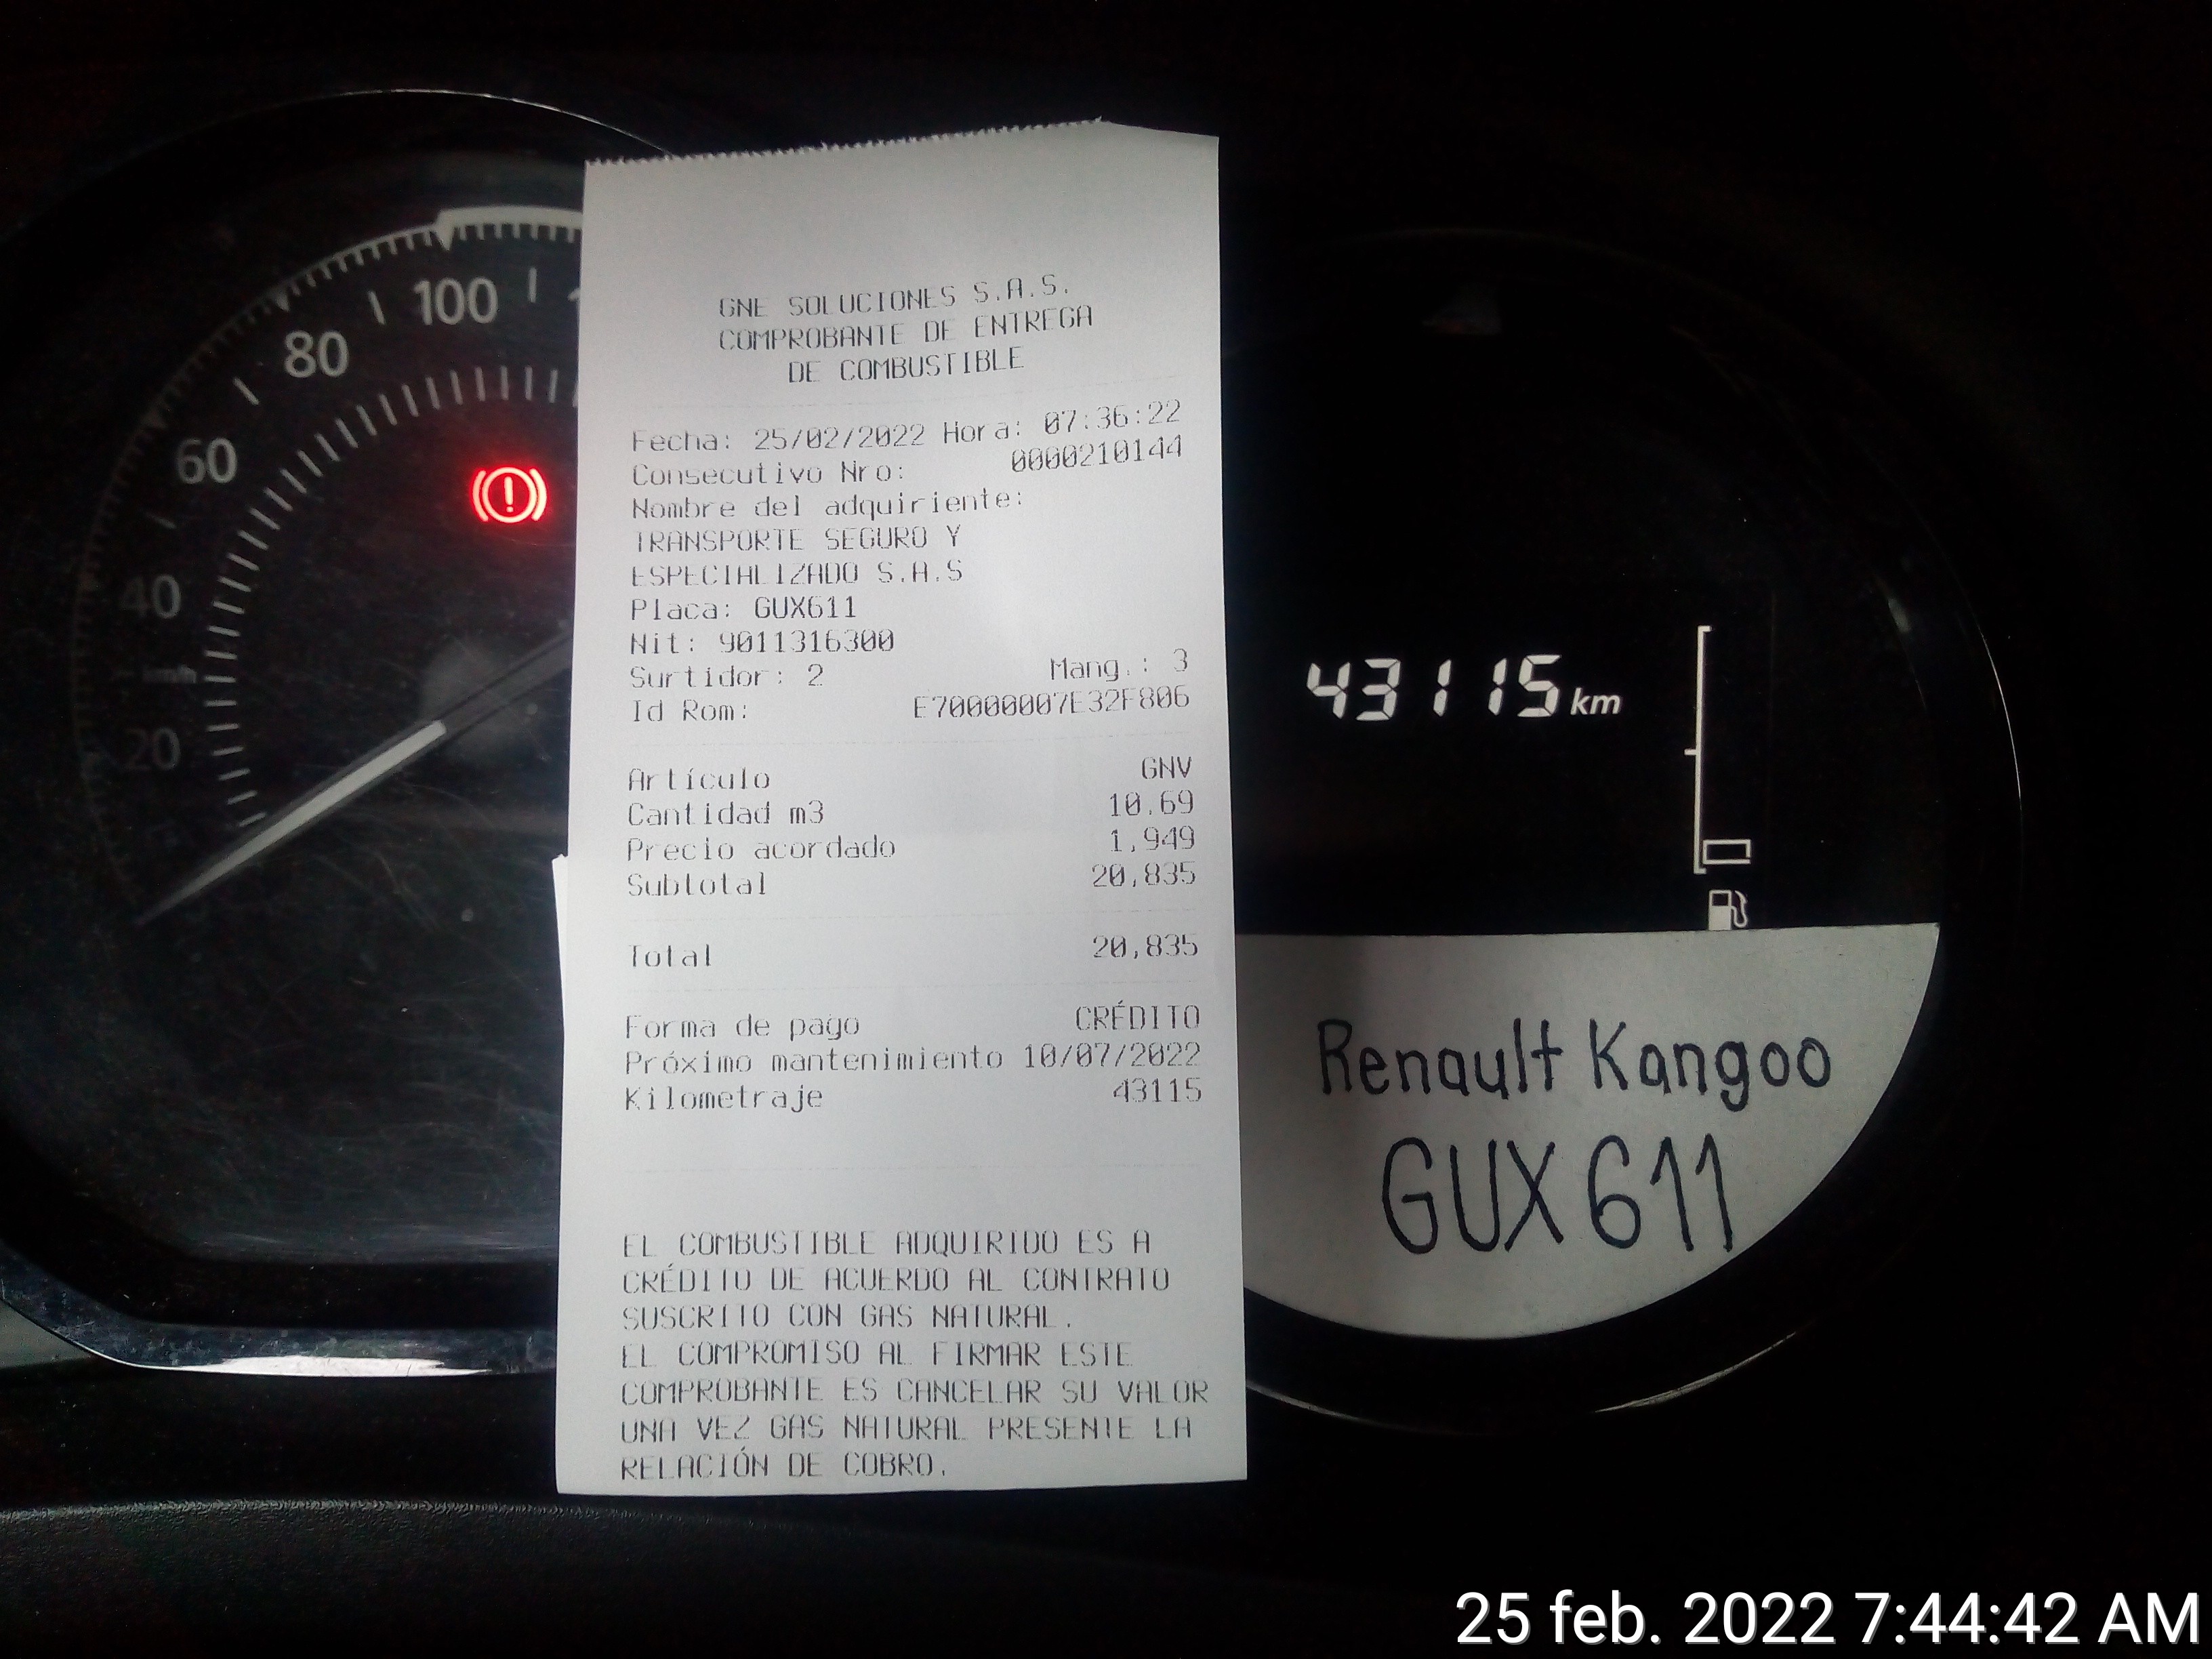 100
80
60
40
km/h
20
GNE SOLUCIONES S.A.S.
COMPROBANTE DE ENTREGA
DE COMBUSTIBLE
Fecha: 25/02/2022 Hora: 07:36:22
Consecutivo Nro: 0000210144
Nombre del adquiriente:
TRANSPORTE SEGURO Y
ESPECIALIZADO S.A.S
Placa: GUX611
Nit: 9011316300
Surtidor: 2 Mang.: 3
Id Rom: E70000007E32F806
Artículo GNV
Cantidad m3 10.69
Precio acordado 1,949
Subtotal 20,835
Total 20,835
Forma de pago CRÉDITO
Próximo mantenimiento 10/07/2022
Kilometraje 43115
EL COMBUSTIBLE ADQUIRIDO ES A
CRÉDITO DE ACUERDO AL CONTRATO
SUSCRITO CON GAS NATURAL.
EL COMPROMISO AL FIRMAR ESTE
COMPROBANTE ES CANCELAR SU VALOR
UNA VEZ GAS NATURAL PRESENTE LA
RELACIÓN DE COBRO.
43115 km
Renault Kangoo
GUX 611
25 feb. 2022 7:44:42 AM